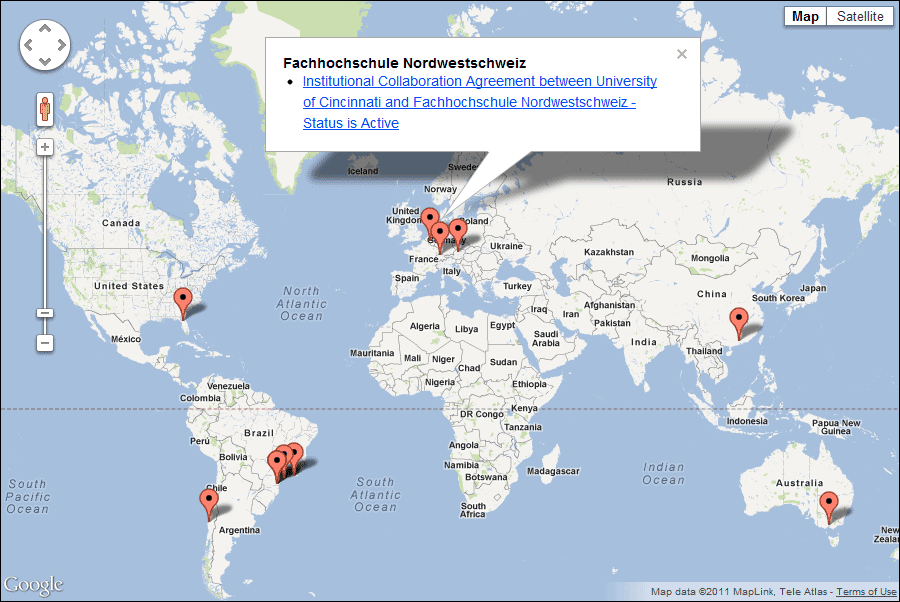 Map
Satellite
Fachhochschule Nordwestschweiz
Institutional Collaboration Agreement between University
of Cincinnati and Fachhochschule Nordwestschweiz -
Status is Active
Iceland
Sweden
Norway
Russia
United
Kingdom
Poland
Germany
Ukraine
France
Italy
Spain
Turkey
Kazakhstan
Mongolia
China
Japan
South Korea
Canada
United States
México
North
Atlantic
Ocean
Algeria
Libya
Egypt
Iraq
Iran
Afghanistan
Pakistan
Saudi
Arabia
India
Thailand
Mauritania
Mali
Niger
Chad
Sudan
Nigeria
Ethiopia
Venezuela
Colombia
DR Congo
Kenya
Tanzania
Indonesia
Papua New
Guinea
Perú
Brazil
Bolivia
Angola
Namibia
Botswana
Madagascar
South
Africa
Chile
Argentina
South
Pacific
Ocean
South
Atlantic
Ocean
Indian
Ocean
Australia
New
Zealan
Google
Map data ©2011 MapLink, Tele Atlas - Terms of Use